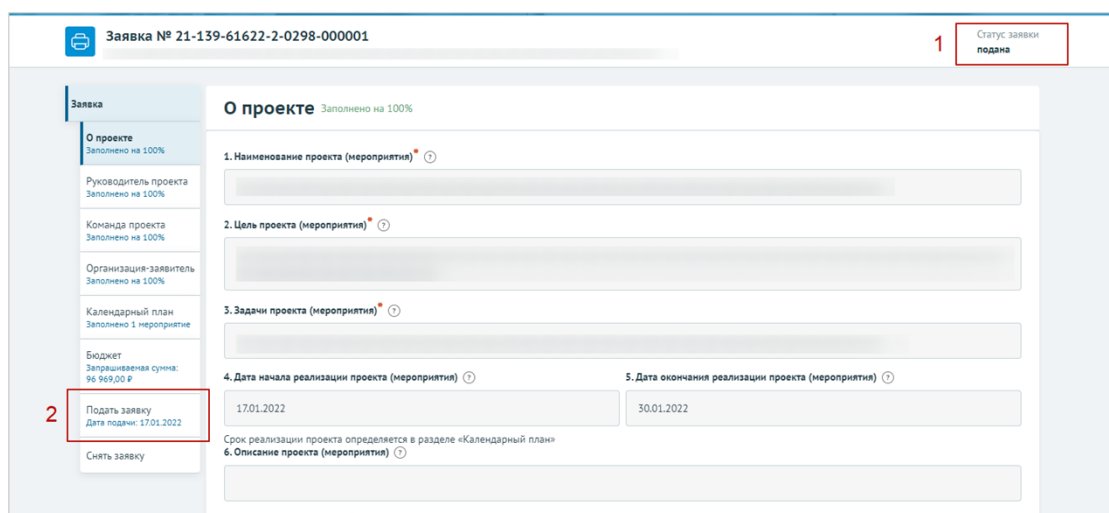 Заявка № 21-139-61622-2-0298-000001
1
Статус заявки
подана
Заявка
О проекте
Заполнено на 100%
Руководитель проекта
Заполнено на 100%
Команда проекта
Заполнено на 100%
Организация-заявитель
Заполнено на 100%
Календарный план
Заполнено 1 мероприятие
Бюджет
Запрашиваемая сумма:
96 969,00 ₽
2
Подать заявку
Дата подачи: 17.01.2022
Снять заявку
О проекте Заполнено на 100%
1. Наименование проекта (мероприятия)* ?
2. Цель проекта (мероприятия)* ?
3. Задачи проекта (мероприятия)* ?
4. Дата начала реализации проекта (мероприятия) ?
17.01.2022
5. Дата окончания реализации проекта (мероприятия) ?
30.01.2022
Срок реализации проекта определяется в разделе «Календарный план»
6. Описание проекта (мероприятия) ?